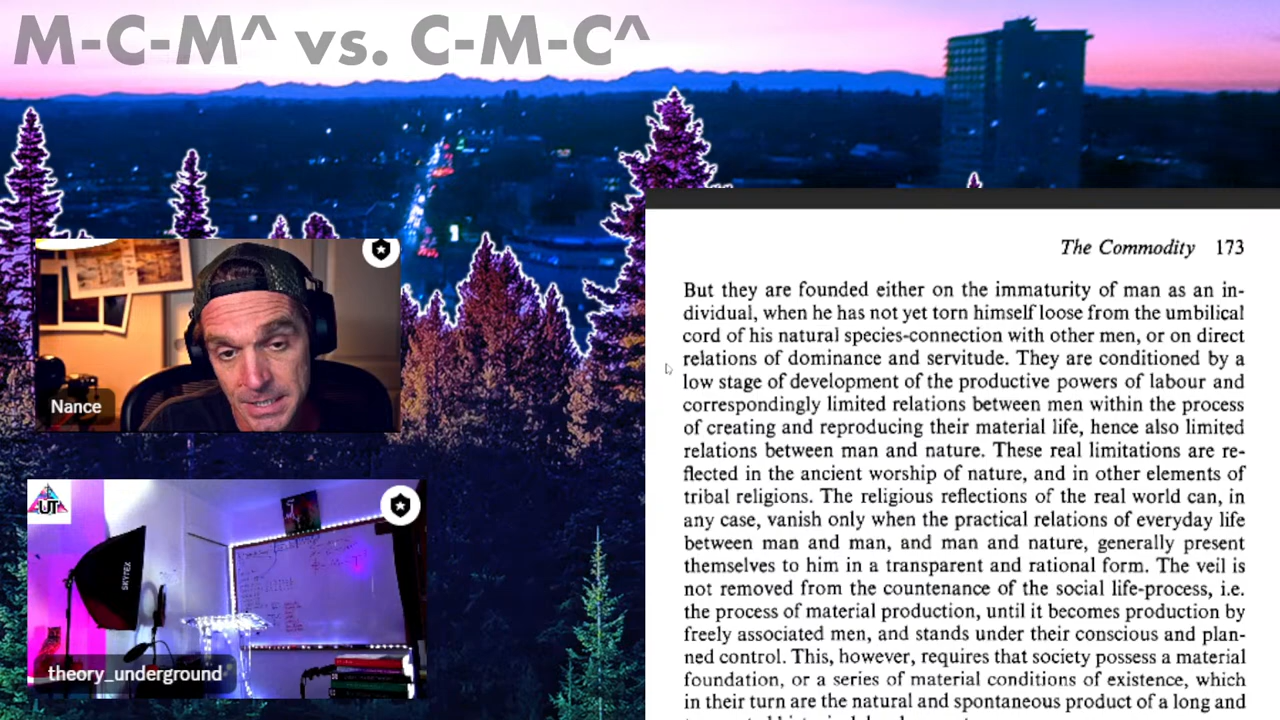 M-C-M^ vs. C-M-C^
Nance
UT
SKYTEX
theory_underground
The Commodity 173
But they are founded either on the immaturity of man as an in-
dividual, when he has not yet torn himself loose from the umbilical
cord of his natural species-connection with other men, or on direct
relations of dominance and servitude. They are conditioned by a
low stage of development of the productive powers of labour and
correspondingly limited relations between men within the process
of creating and reproducing their material life, hence also limited
relations between man and nature. These real limitations are re-
flected in the ancient worship of nature, and in other elements of
tribal religions. The religious reflections of the real world can, in
any case, vanish only when the practical relations of everyday life
between man and man, and man and nature, generally present
themselves to him in a transparent and rational form. The veil is
not removed from the countenance of the social life-process, i.e.
the process of material production, until it becomes production by
freely associated men, and stands under their conscious and plan-
ned control. This, however, requires that society possess a material
foundation, or a series of material conditions of existence, which
in their turn are the natural and spontaneous product of a long and